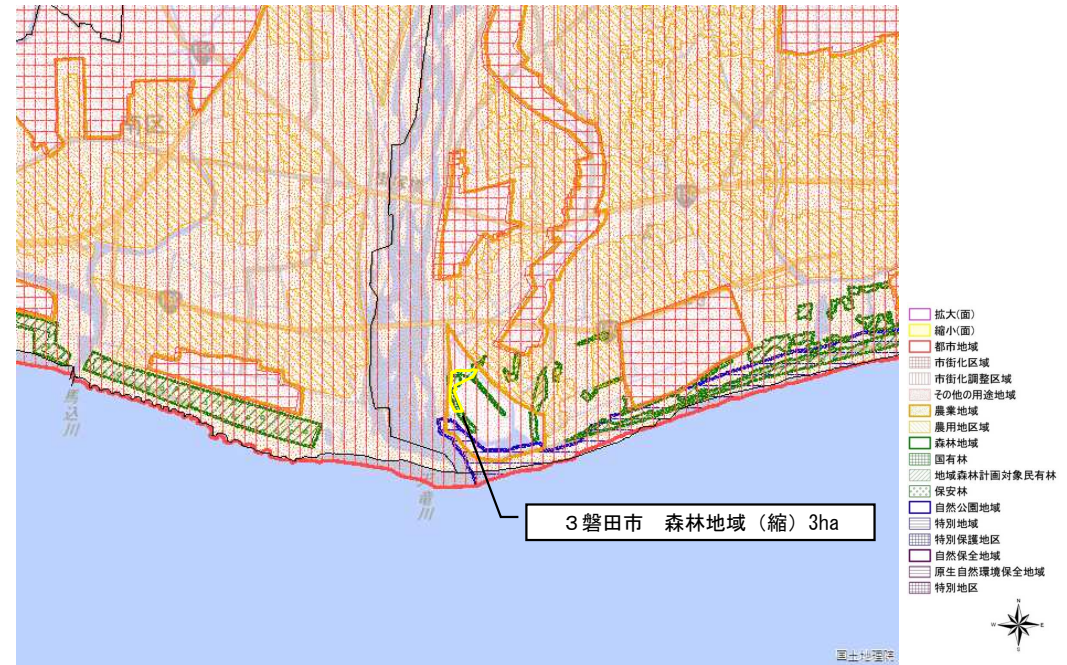 南区
馬込川
天竜川
3磐田市 森林地域(縮)3ha
国土地理院
拡大(面)
縮小(面)
都市地域
市街化区域
市街化調整区域
その他の用途地域
農業地域
農用地区域
森林地域
国有林
地域森林計画対象民有林
保安林
自然公園地域
特別地域
特別保護地区
自然保全地域
原生自然環境保全地域
特別地区
N
W
E
S